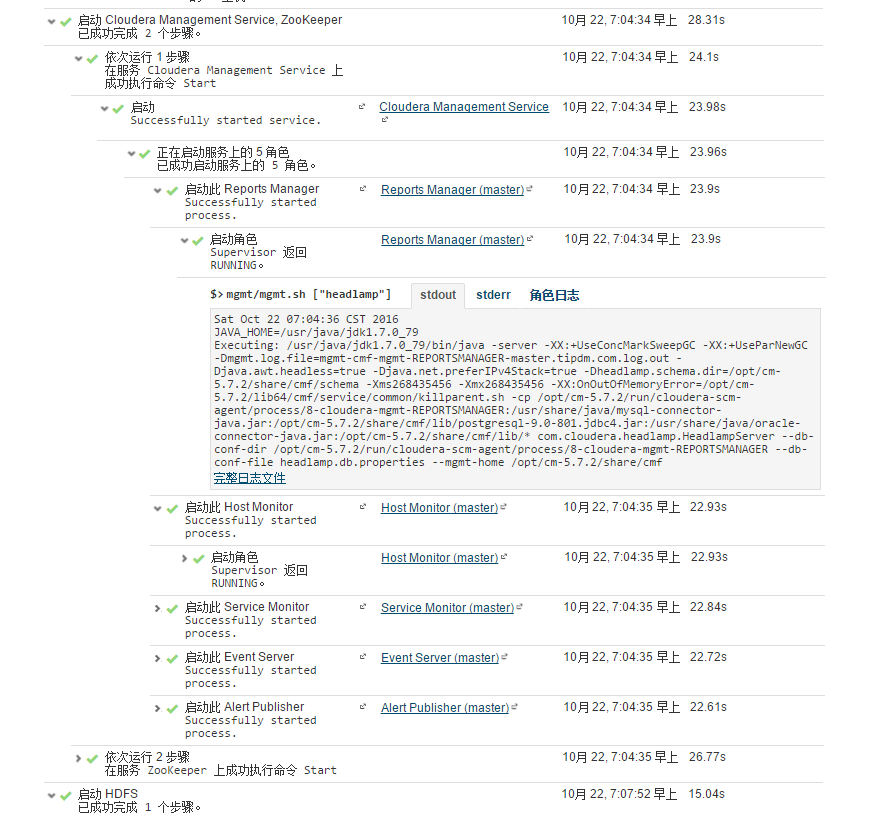 启动 Cloudera Management Service, ZooKeeper 10月 22, 7:04:34 早上 28.31s
已成功完成 2 个步骤。
依次运行 1 步骤 10月 22, 7:04:34 早上 24.1s
在服务 Cloudera Management Service 上
成功执行命令 Start
启动 Cloudera Management Service 10月 22, 7:04:34 早上 23.98s
Successfully started service.
正在启动服务上的 5 角色 10月 22, 7:04:34 早上 23.96s
已成功启动服务上的 5 角色。
启动此 Reports Manager Reports Manager (master) 10月 22, 7:04:34 早上 23.9s
Successfully started
process.
启动角色 Reports Manager (master) 10月 22, 7:04:34 早上 23.9s
Supervisor 返回
RUNNING。
$> mgmt/mgmt.sh ["headlamp"] stdout stderr 角色日志
Sat Oct 22 07:04:36 CST 2016
JAVA_HOME=/usr/java/jdk1.7.0_79
Executing: /usr/java/jdk1.7.0_79/bin/java -server -XX:+UseConcMarkSweepGC -XX:+UseParNewGC
-Dmgmt.log.file=mgmt-cmf-mgmt-REPORTSMANAGER-master.tipdm.com.log.out -
Djava.awt.headless=true -Djava.net.preferIPv4Stack=true -Dheadlamp.schema.dir=/opt/cm-
5.7.2/share/cmf/schema -Xms268435456 -Xmx268435456 -XX:OnOutOfMemoryError=/opt/cm-
5.7.2/lib64/cmf/service/common/killparent.sh -cp /opt/cm-5.7.2/run/cloudera-scm-
agent/process/8-cloudera-mgmt-REPORTSMANAGER:/usr/share/java/mysql-connector-
java.jar:/opt/cm-5.7.2/share/cmf/lib/postgresql-9.0-801.jdbc4.jar:/usr/share/java/oracle-
connector-java.jar:/opt/cm-5.7.2/share/cmf/lib/* com.cloudera.headlamp.HeadlampServer --db-
conf-dir /opt/cm-5.7.2/run/cloudera-scm-agent/process/8-cloudera-mgmt-REPORTSMANAGER --db-
conf-file headlamp.db.properties --mgmt-home /opt/cm-5.7.2/share/cmf
完整日志文件
启动此 Host Monitor Host Monitor (master) 10月 22, 7:04:35 早上 22.93s
Successfully started
process.
启动角色 Host Monitor (master) 10月 22, 7:04:35 早上 22.93s
Supervisor 返回
RUNNING。
启动此 Service Monitor Service Monitor (master) 10月 22, 7:04:35 早上 22.84s
Successfully started
process.
启动此 Event Server Event Server (master) 10月 22, 7:04:35 早上 22.72s
Successfully started
process.
启动此 Alert Publisher Alert Publisher (master) 10月 22, 7:04:35 早上 22.61s
Successfully started
process.
依次运行 2 步骤 10月 22, 7:04:35 早上 26.77s
在服务 ZooKeeper 上成功执行命令 Start
启动 HDFS 10月 22, 7:07:52 早上 15.04s
已成功完成 1 个步骤。